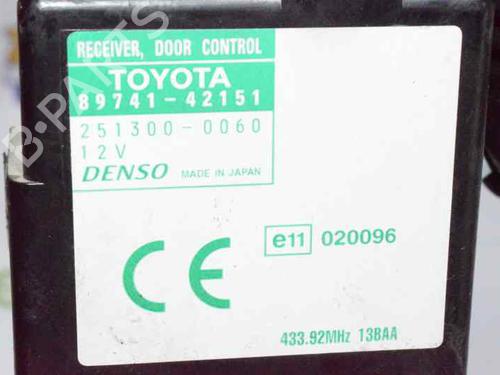 RECEIVER, DOOR CONTROL
TOYOTA
89741-42151
251300-0060
12V
DENSO MADE IN JAPAN
CE
e11 020096
433.92MHz 13BAA
B-PARTS